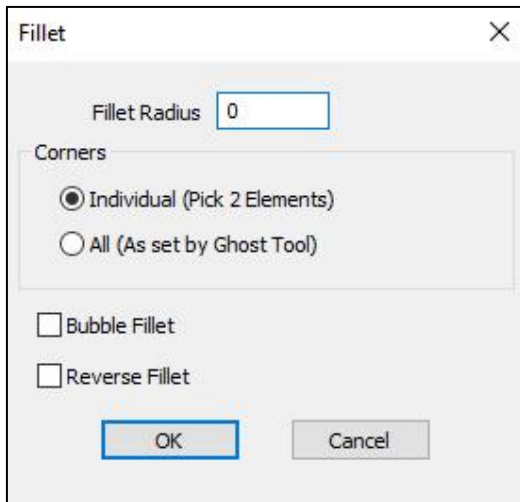 Fillet
Fillet Radius 0
Corners
Individual (Pick 2 Elements)
All (As set by Ghost Tool)
Bubble Fillet
Reverse Fillet
OK Cancel